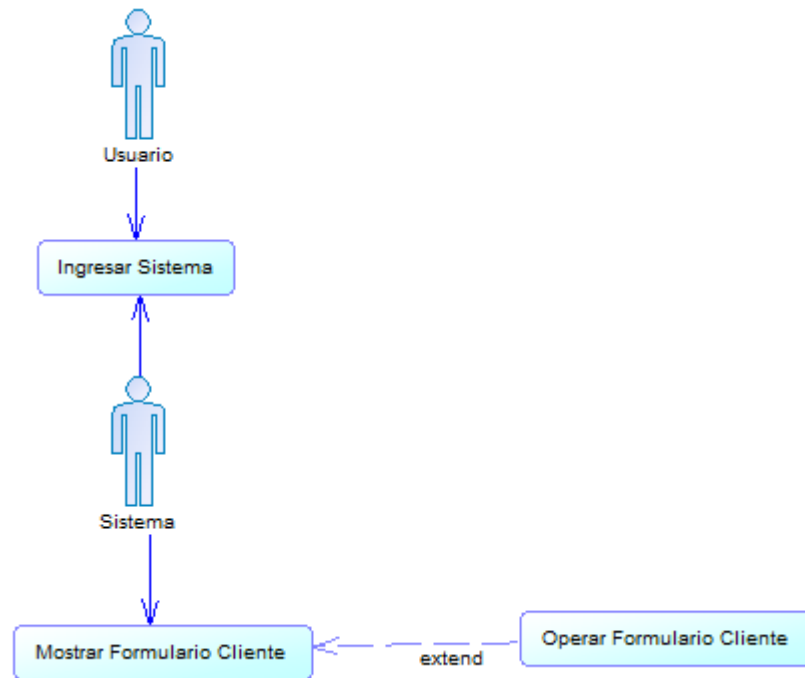 Usuario
Ingresar Sistema
Sistema
Mostrar Formulario Cliente
extend
Operar Formulario Cliente